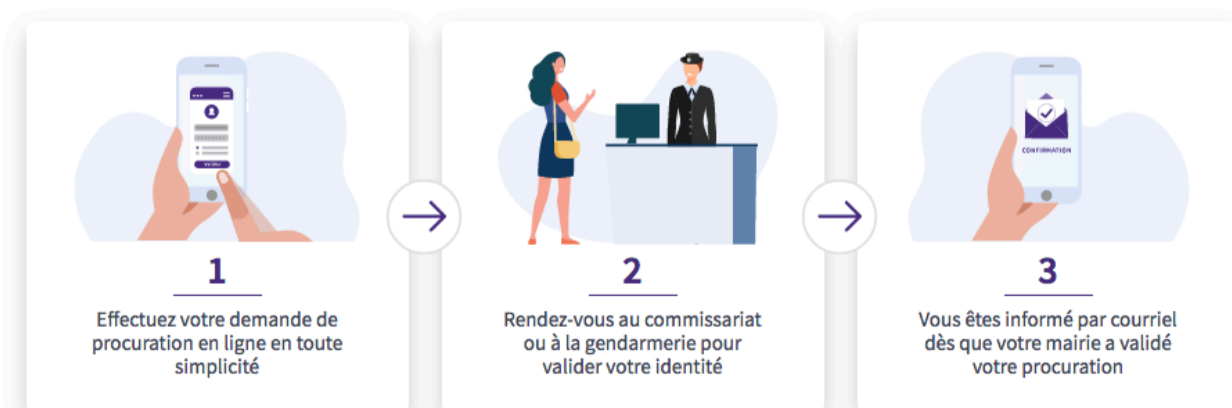 CONFIRMATION
1
Effectuez votre demande de
procuration en ligne en toute
simplicité
2
Rendez-vous au commissariat
ou à la gendarmerie pour
valider votre identité
3
Vous êtes informé par courriel
dès que votre mairie a validé
votre procuration